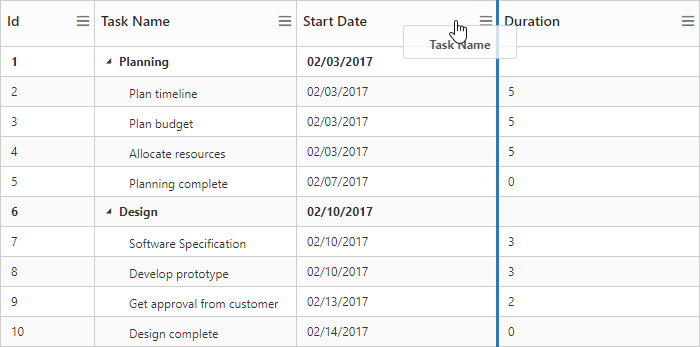 Id Task Name Start Date Duration
Task Name
1 Planning 02/03/2017
2 Plan timeline 02/03/2017 5
3 Plan budget 02/03/2017 5
4 Allocate resources 02/03/2017 5
5 Planning complete 02/07/2017 0
6 Design 02/10/2017
7 Software Specification 02/10/2017 3
8 Develop prototype 02/10/2017 3
9 Get approval from customer 02/13/2017 2
10 Design complete 02/14/2017 0